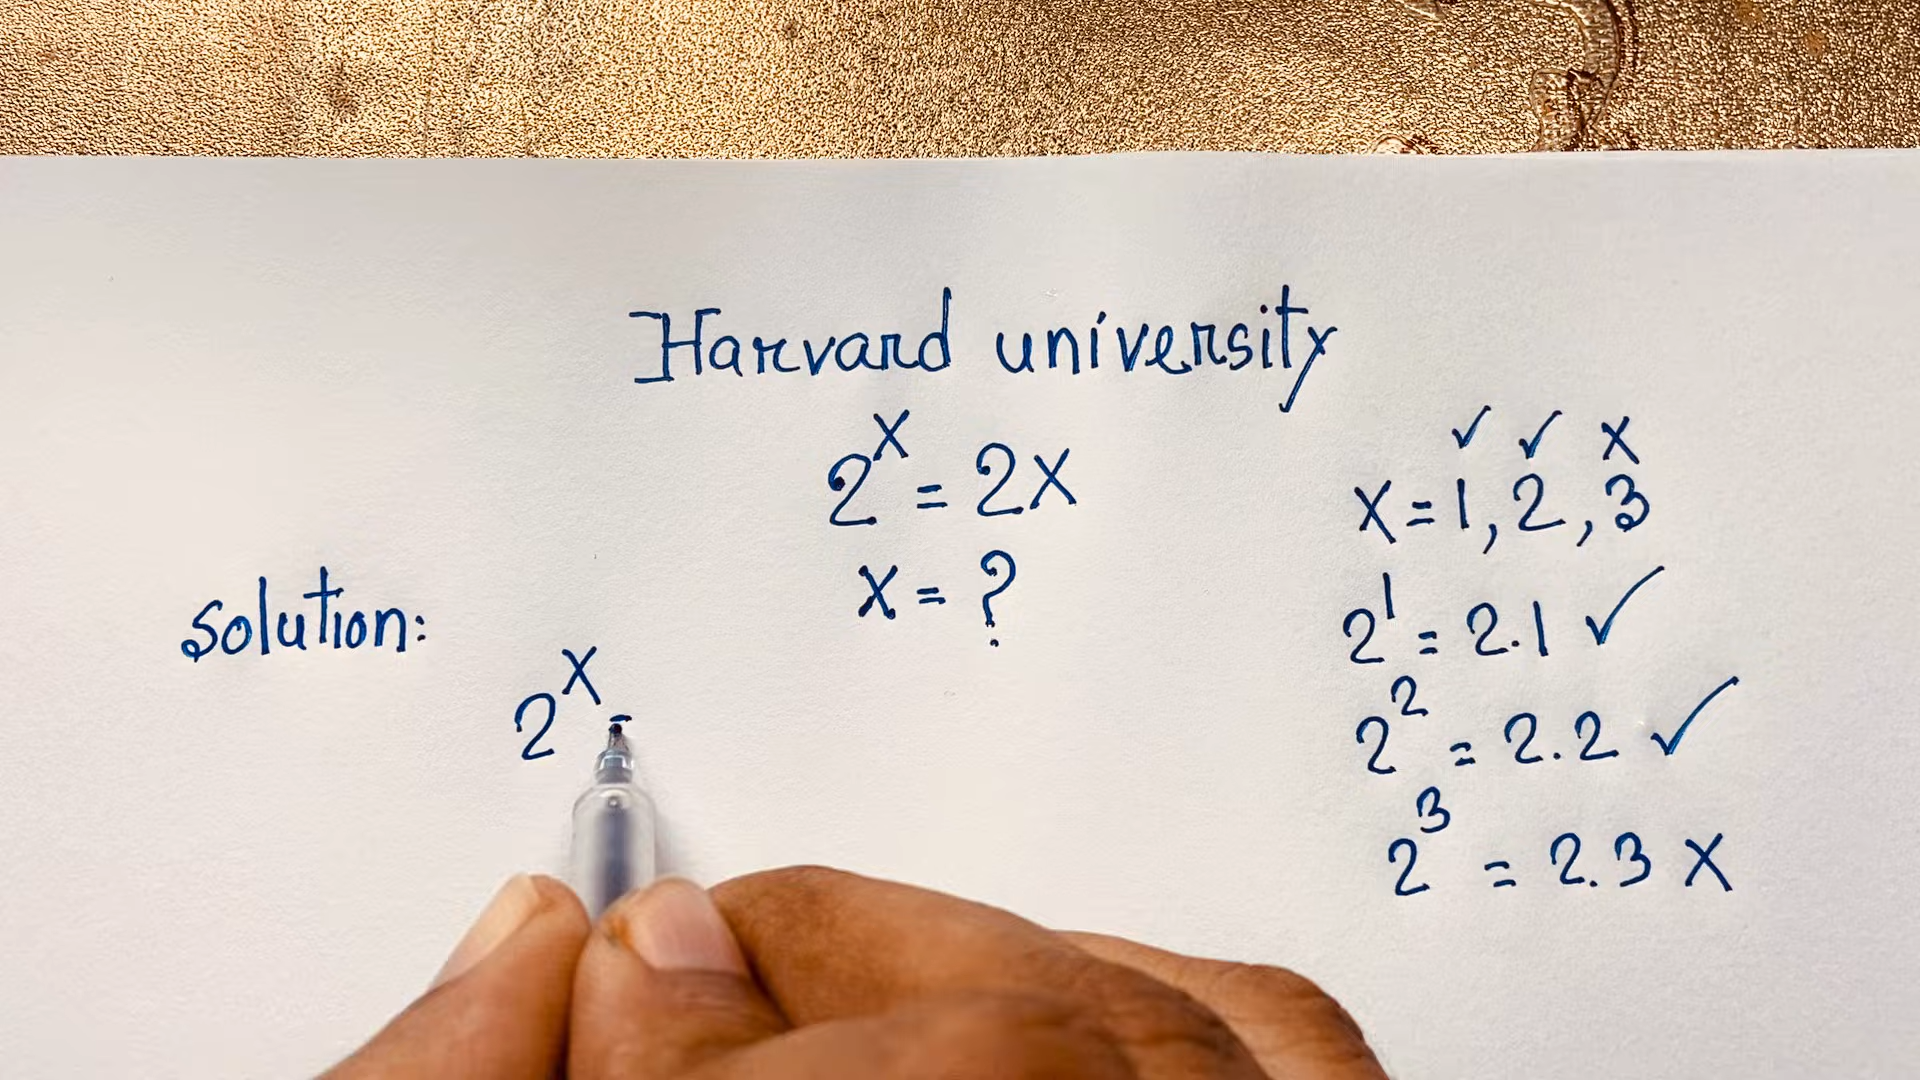 Harvard university
2^x = 2x
x = ?
✓ ✓ x
x = 1, 2, 3
solution:
2^x =
2^1 = 2.1 ✓
2^2 = 2.2 ✓
2^3 = 2.3 x